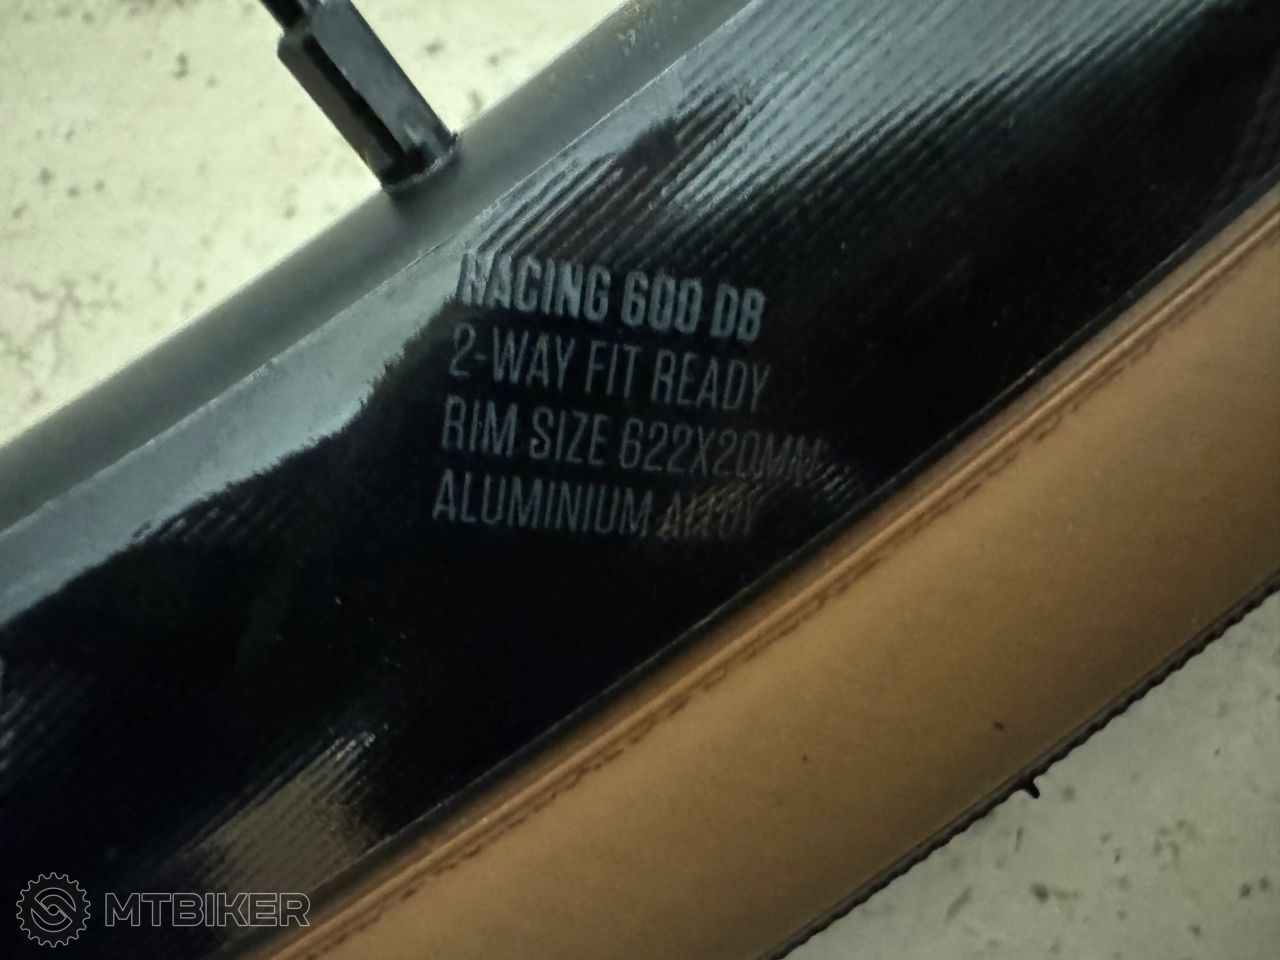 RACING 600 DB
2-WAY FIT READY
RIM SIZE 622X20MM
ALUMINIUM ALLOY
MTBIKER